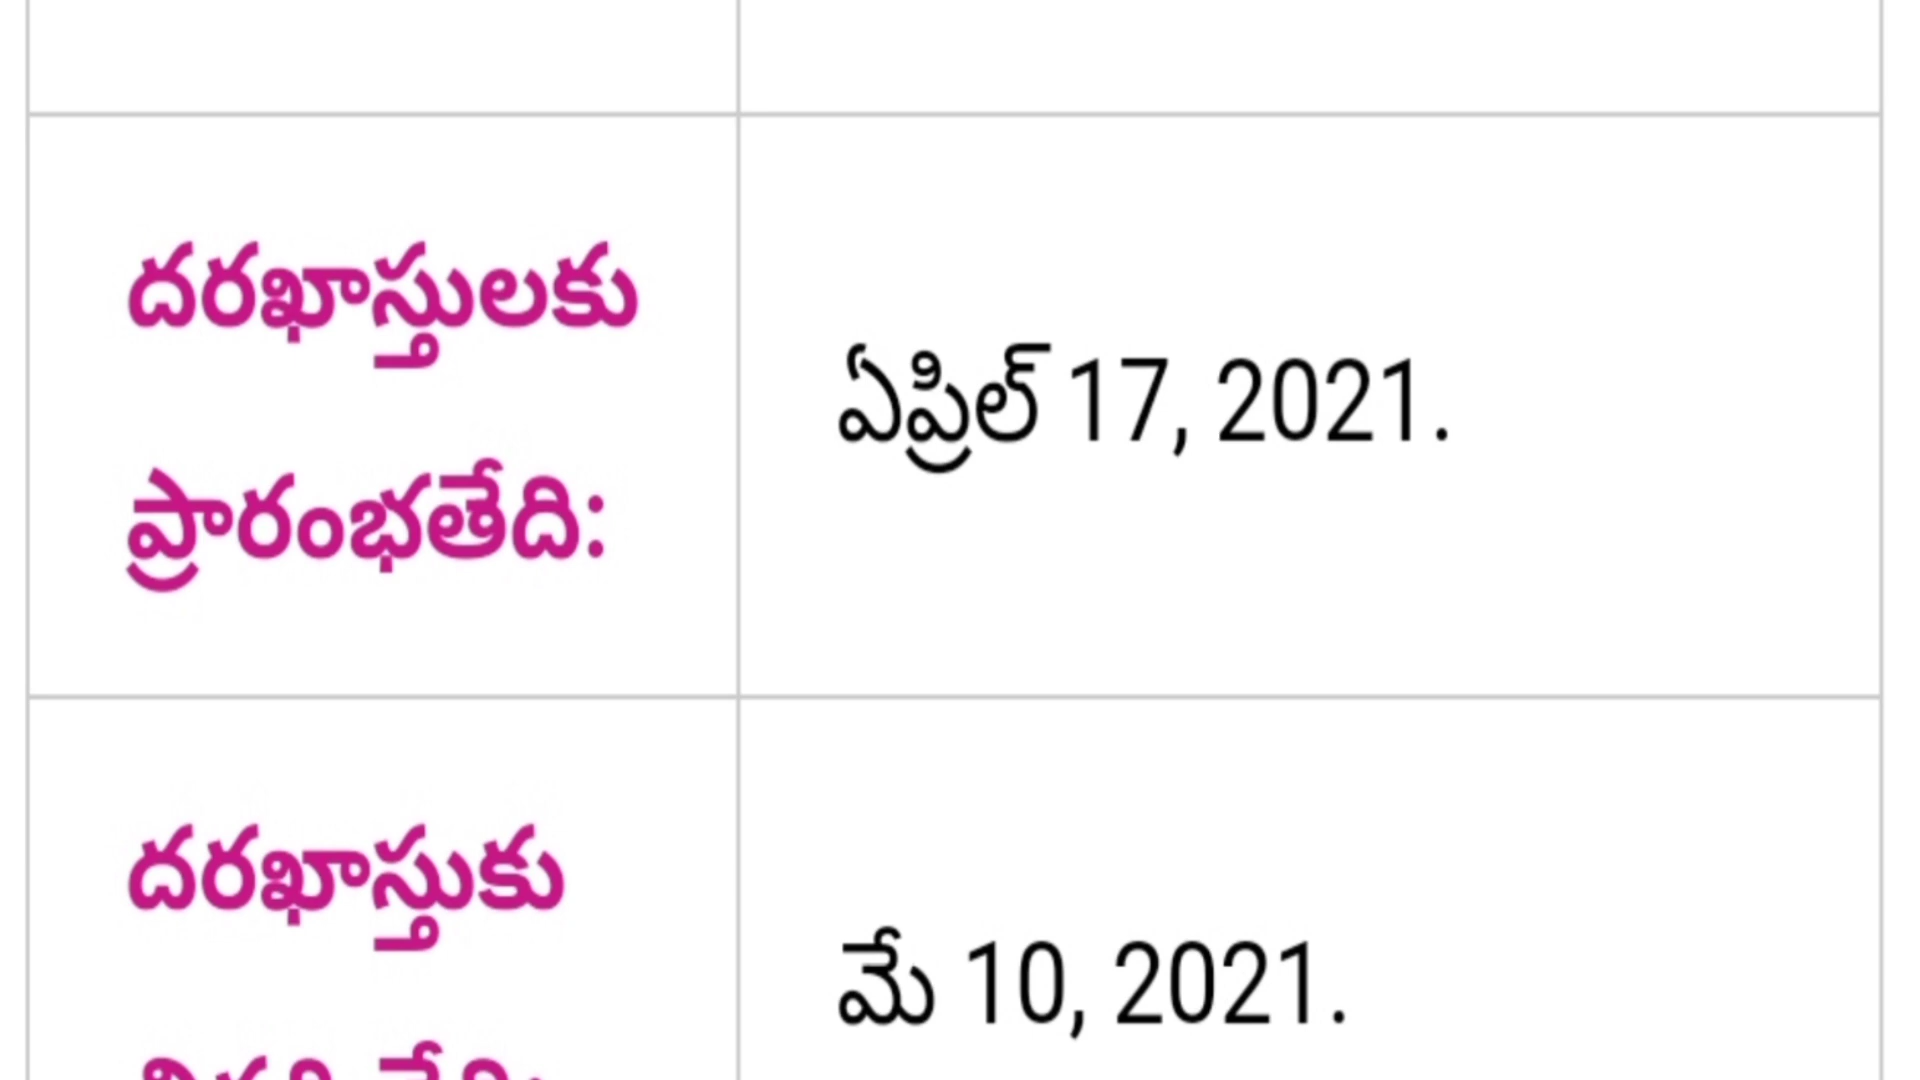 దరఖాస్తులకు
ప్రారంభతేది:
ఏప్రిల్ 17, 2021.
దరఖాస్తుకు
మే 10, 2021.